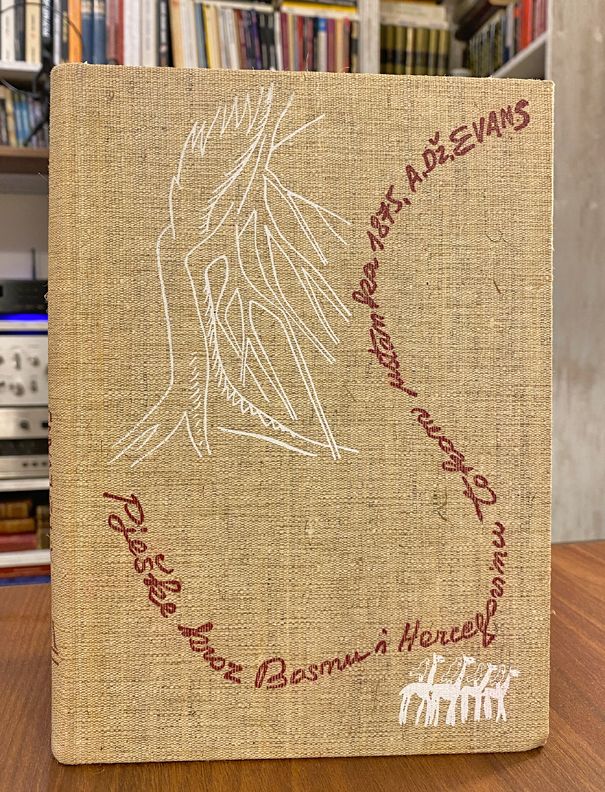 Pješke kroz Bosnu i Hercegovinu tokom ustanka 1875, A.Dž.EVANS